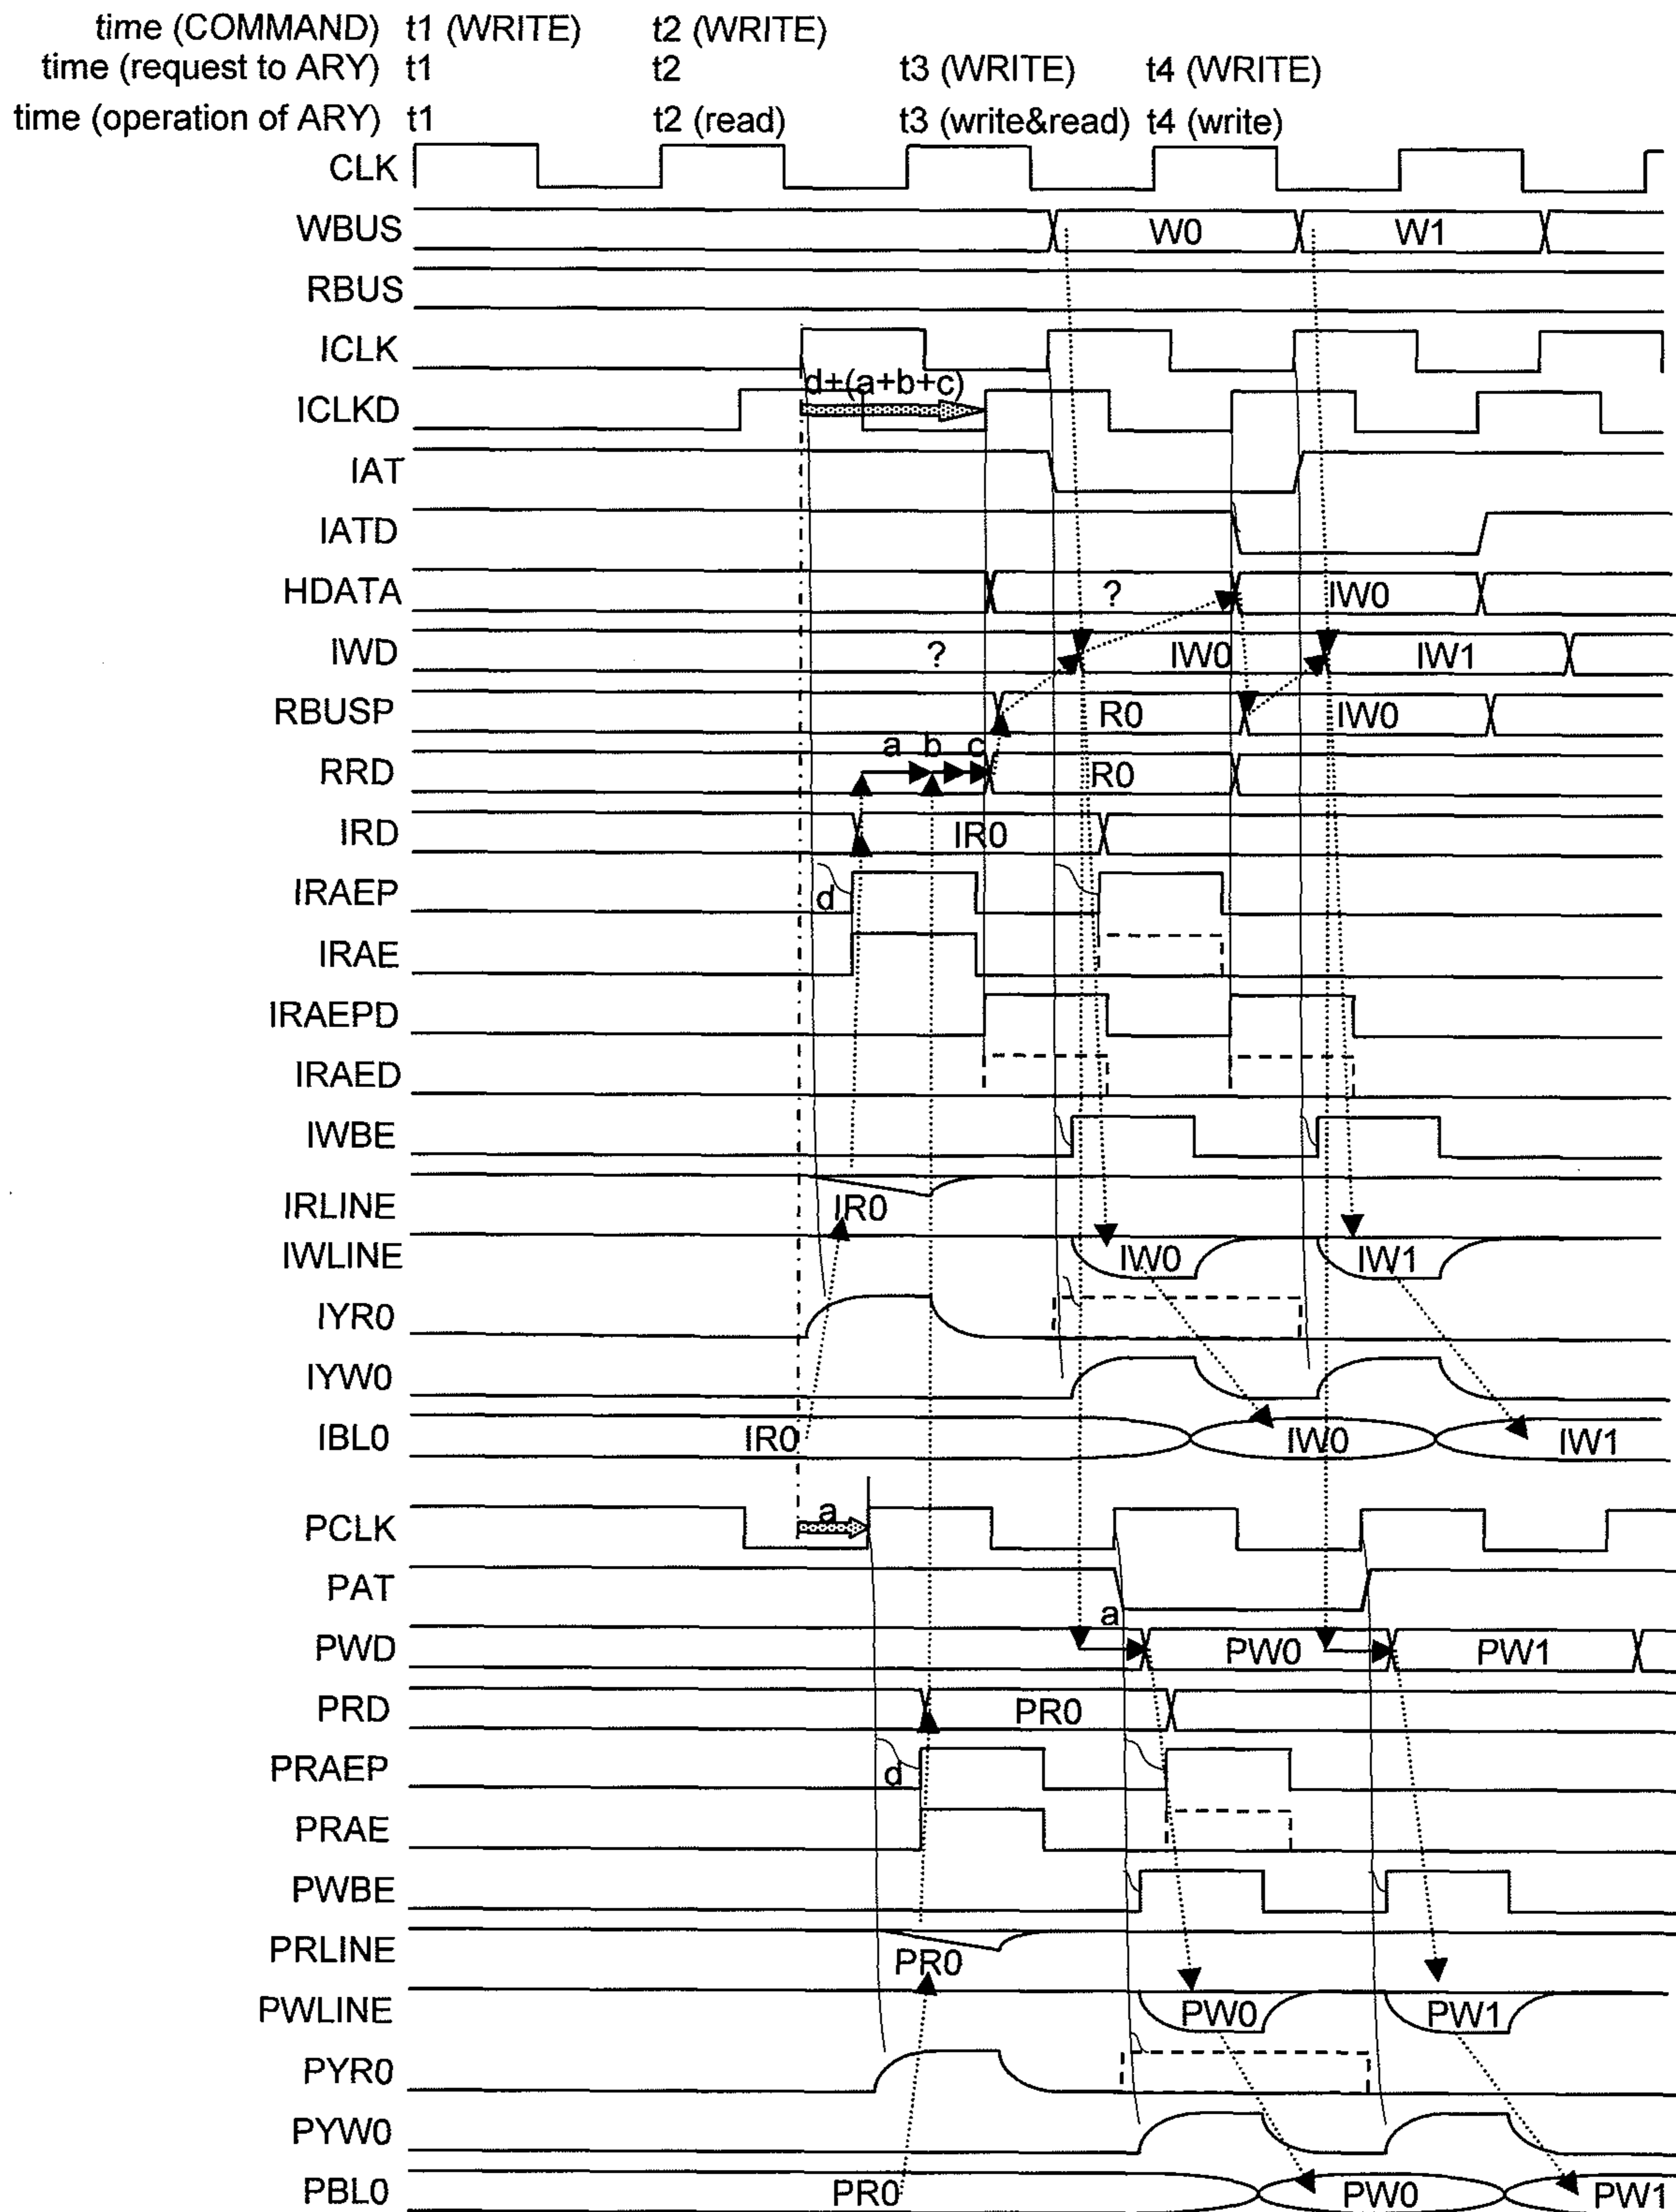 time (COMMAND) t1 (WRITE) t2 (WRITE)
time (request to ARY) t1 t2 t3 (WRITE) t4 (WRITE)
time (operation of ARY) t1 t2 (read) t3 (write&read) t4 (write)
CLK
WBUS W0 W1
RBUS
ICLK
d+(a+b+c)
ICLKD
IAT
IATD
HDATA ? IW0
IWD ? IW0 IW1
RBUSP R0 IW0
a b c
RRD R0
IRD IR0
IRAEP d
IRAE
IRAEPD
IRAED
IWBE
IRLINE IR0
IWLINE IW0 IW1
IYR0
IYW0
IBL0 IR0 IW0 IW1
PCLK a
PAT
a
PWD PW0 PW1
PRD PR0
PRAEP d
PRAE
PWBE
PRLINE PR0
PWLINE PW0 PW1
PYR0
PYW0
PBL0 PR0 PW0 PW1